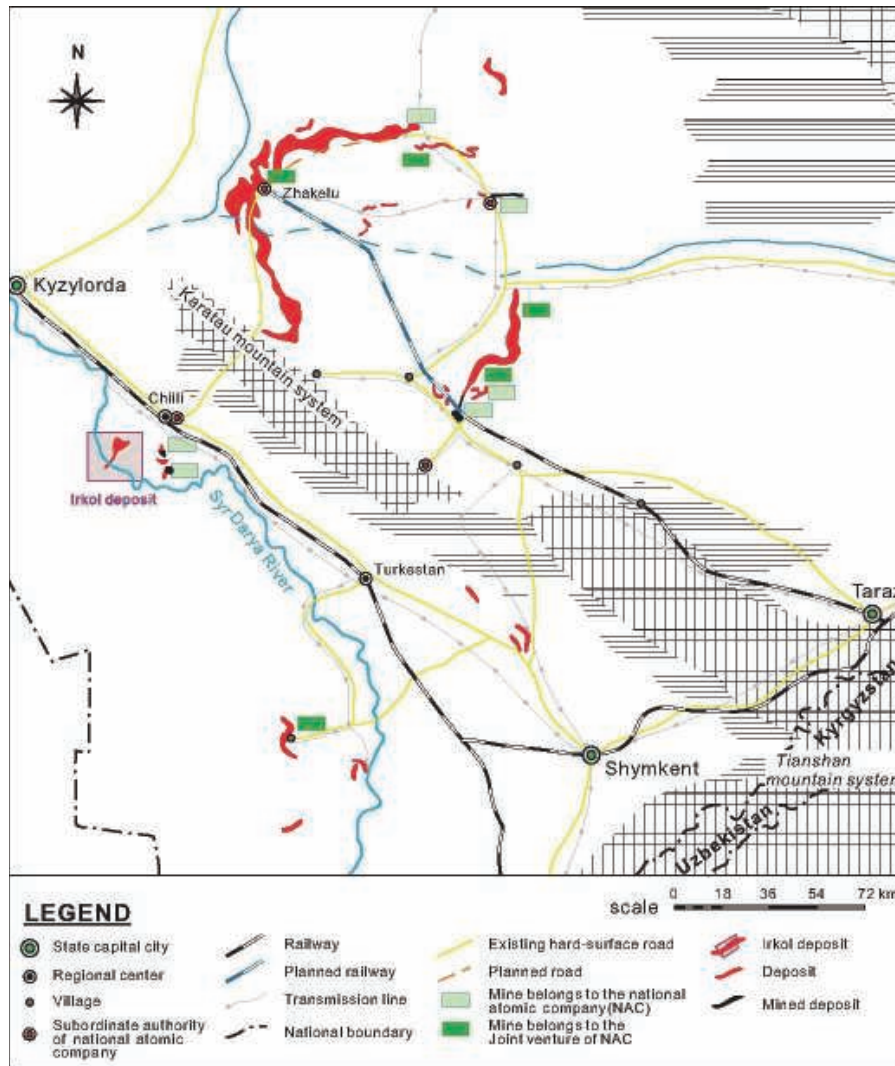 N
Zhakelu
Kyzylorda
Karatau mountain system
Chiili
Irkol deposit
Syr Darya River
Turkestan
Taraz
Kyrgyzstan
Shymkent
Tianshan
mountain system
Uzbekistan
LEGEND
scale 0 18 36 54 72 km
State capital city
Regional center
Village
Subordinate authority
of national atomic
company
Railway
Planned railway
Transmission line
National boundary
Existing hard-surface road
Planned road
Mine belongs to the national
atomic company(NAC)
Mine belongs to the
Joint venture of NAC
Irkol deposit
Deposit
Mined deposit